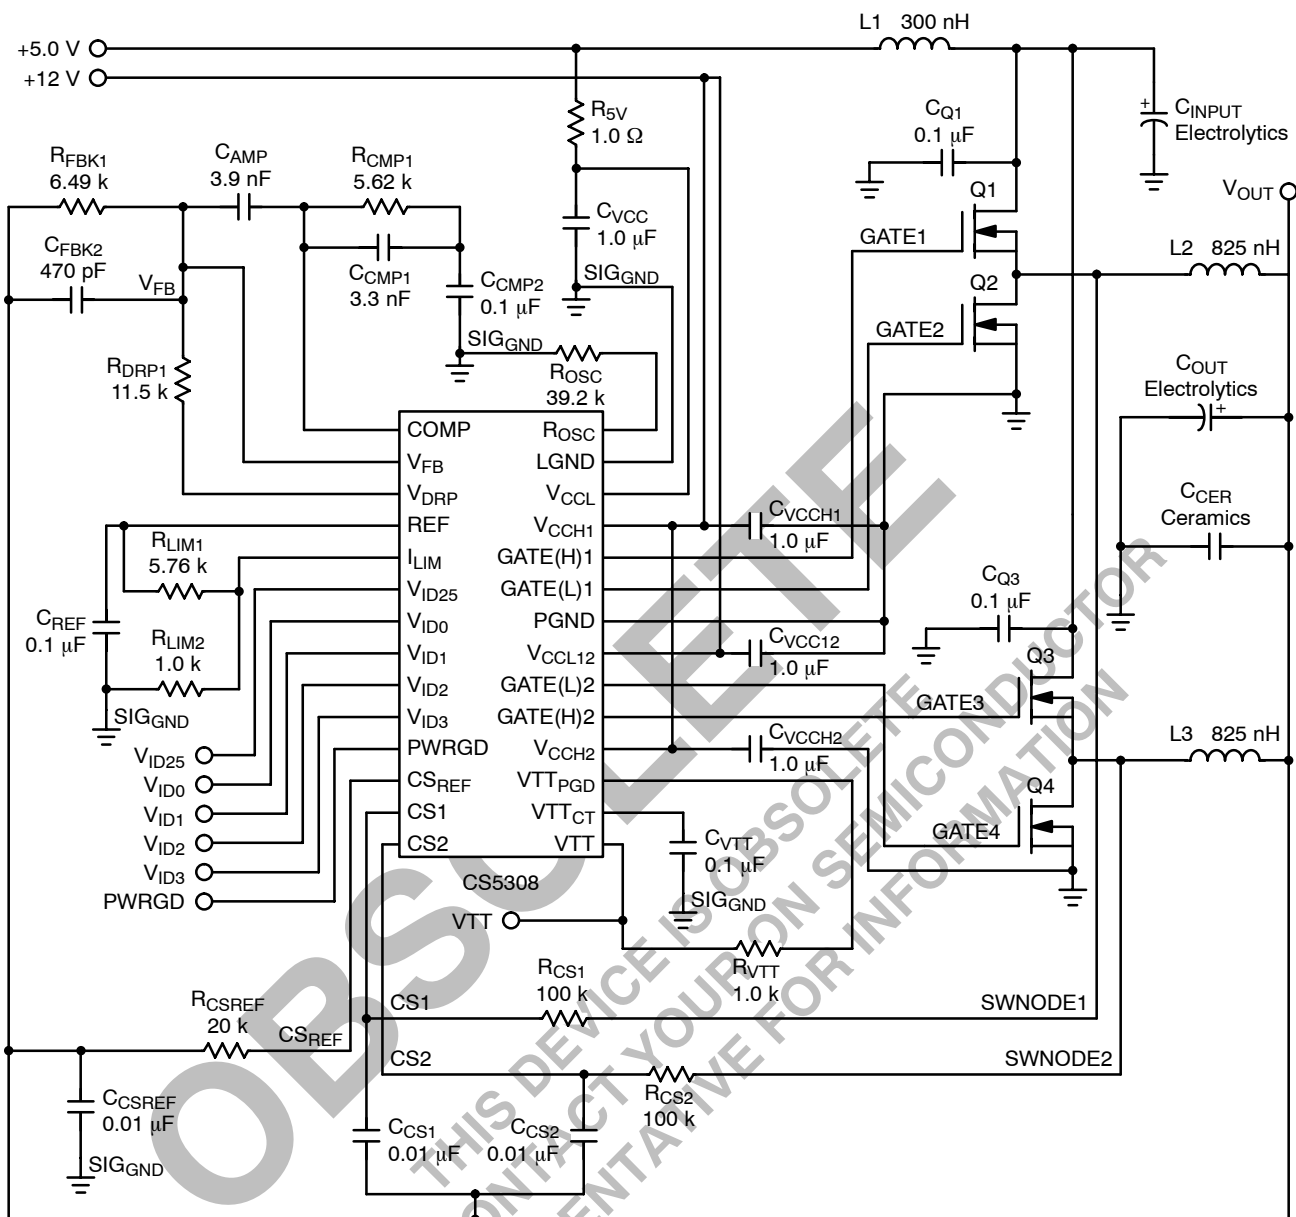 L1 300 nH
+5.0 V
+12 V
R5V
1.0 Ω
CQ1
0.1 μF
CINPUT
Electrolytics
+
RFBK1
6.49 k
CAMP
3.9 nF
RCMP1
5.62 k
VOUT
Q1
CFBK2
470 pF
VFB
CCMP1
3.3 nF
CCMP2
0.1 μF
CVCC
1.0 μF
SIGGND
GATE1
L2 825 nH
Q2
GATE2
SIGGND
ROSC
39.2 k
RDRP1
11.5 k
COUT
Electrolytics
+
COMP
VFB
VDRP
REF
ILIM
VID25
VID0
VID1
VID2
VID3
PWRGD
CSREF
CS1
CS2
ROSC
LGND
VCCL
VCCH1
GATE(H)1
GATE(L)1
PGND
VCCL12
GATE(L)2
GATE(H)2
VCCH2
VTTPGD
VTTCT
VTT
CS5308
CCER
Ceramics
CVCCH1
1.0 μF
RLIM1
5.76 k
CREF
0.1 μF
RLIM2
1.0 k
SIGGND
CQ3
0.1 μF
CVCC12
1.0 μF
Q3
GATE3
CVCCH2
1.0 μF
L3 825 nH
VID25
VID0
VID1
VID2
VID3
PWRGD
Q4
GATE4
CVTT
0.1 μF
SIGGND
VTT
RVTT
1.0 k
RCS1
100 k
CS1
SWNODE1
RCSREF
20 k
CSREF
CS2
SWNODE2
RCS2
100 k
CCSREF
0.01 μF
SIGGND
CCS1
0.01 μF
CCS2
0.01 μF
OBSOLETE
THIS DEVICE IS OBSOLETE
CONTACT YOUR ON SEMICONDUCTOR
FOR INFORMATION